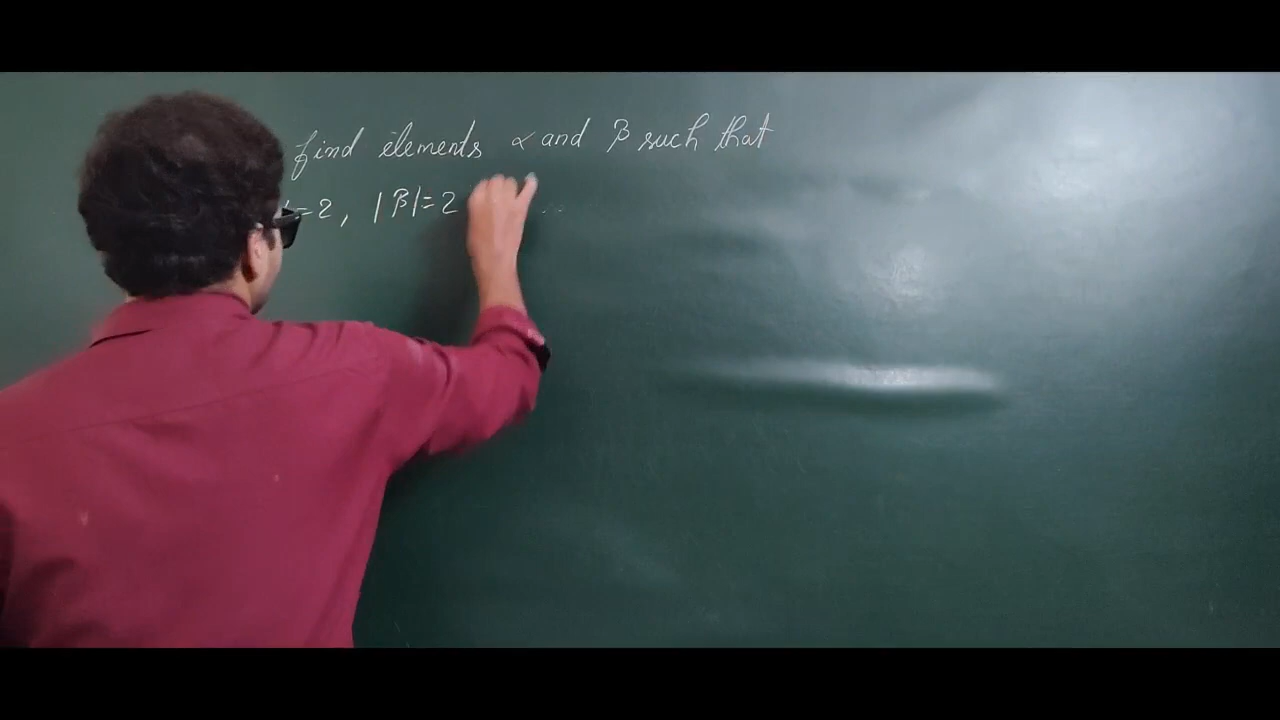 find elements α and β such that
=2, |β|=2